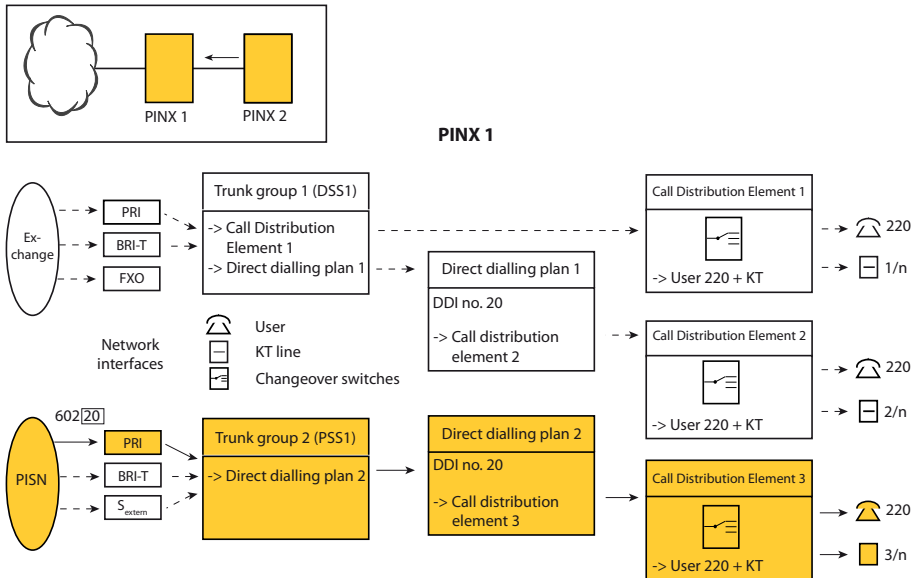 PINX 1
PINX 2
PINX 1
Ex-
change
PRI
BRI-T
FXO
Trunk group 1 (DSS1)
-> Call Distribution
Element 1
-> Direct dialling plan 1
Direct dialling plan 1
DDI no. 20
-> Call distribution
element 2
Call Distribution Element 1
-> User 220 + KT
220
1/n
Network
interfaces
User
KT line
Changeover switches
Call Distribution Element 2
-> User 220 + KT
220
2/n
602 20
PISN
PRI
BRI-T
Sextern
Trunk group 2 (PSS1)
-> Direct dialling plan 2
Direct dialling plan 2
DDI no. 20
-> Call distribution
element 3
Call Distribution Element 3
-> User 220 + KT
220
3/n